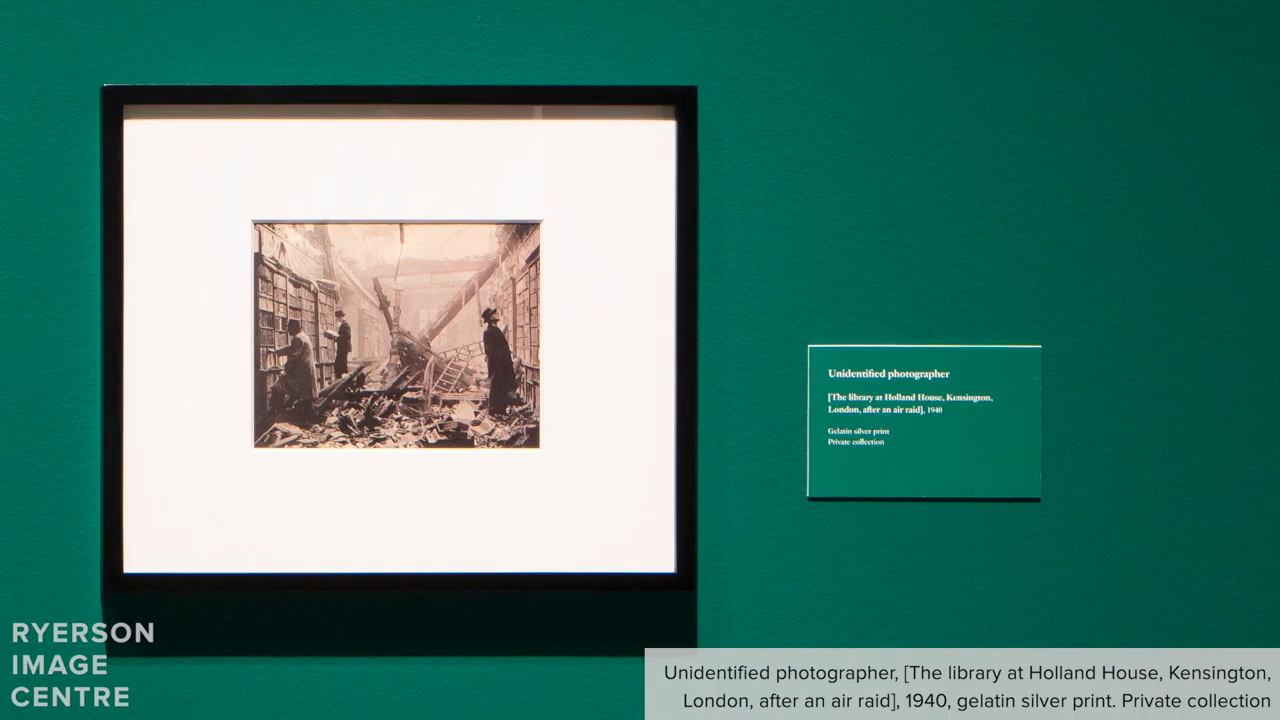 Unidentified photographer
[The library at Holland House, Kensington,
London, after an air raid], 1940
Gelatin silver print
Private collection
RYERSON
IMAGE
CENTRE
Unidentified photographer, [The library at Holland House, Kensington,
London, after an air raid], 1940, gelatin silver print. Private collection